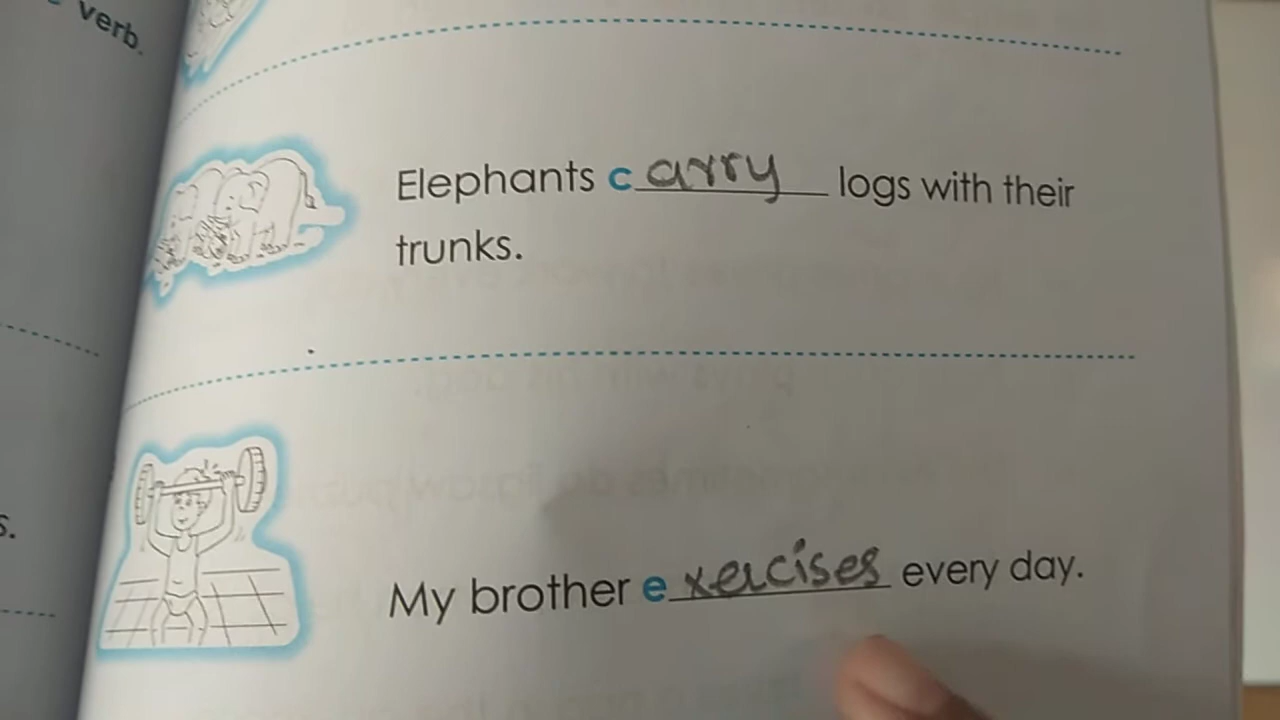 verb.
Elephants carry logs with their
trunks.
s.
My brother exercises every day.